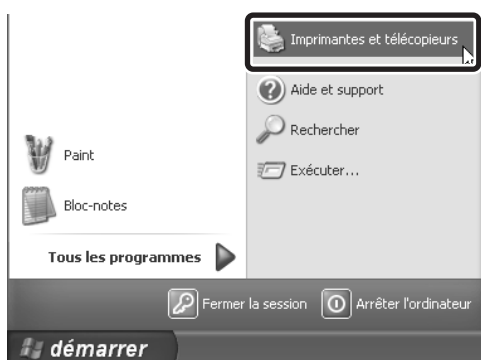 Imprimantes et télécopieurs
Aide et support
Rechercher
Exécuter...
Paint
Bloc-notes
Tous les programmes
Fermer la session
Arrêter l'ordinateur
démarrer